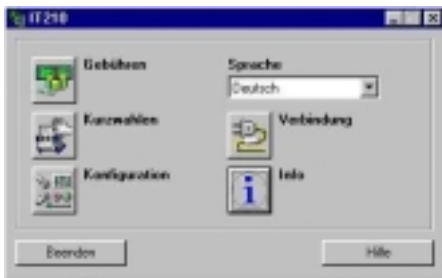 IT210
Gebühren
Sprache
Deutsch
Kurzwahlen
Verbindung
Konfiguration
Info
Beenden
Hilfe